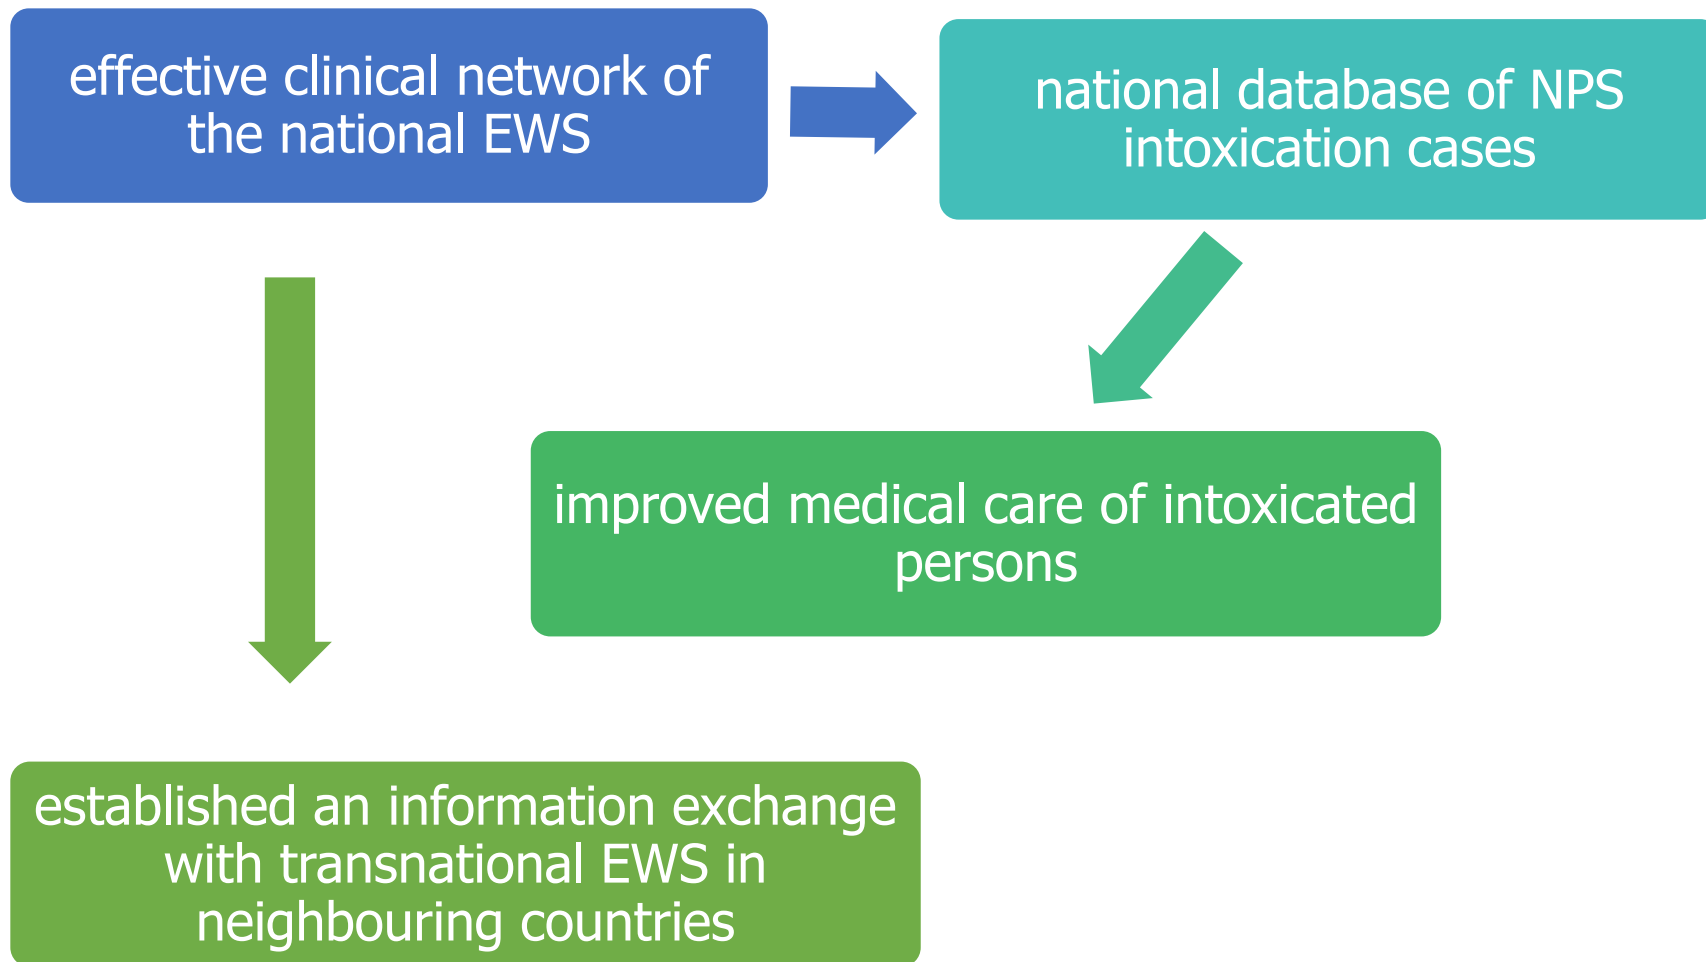 effective clinical network of
the national EWS
national database of NPS
intoxication cases
improved medical care of intoxicated
persons
established an information exchange
with transnational EWS in
neighbouring countries